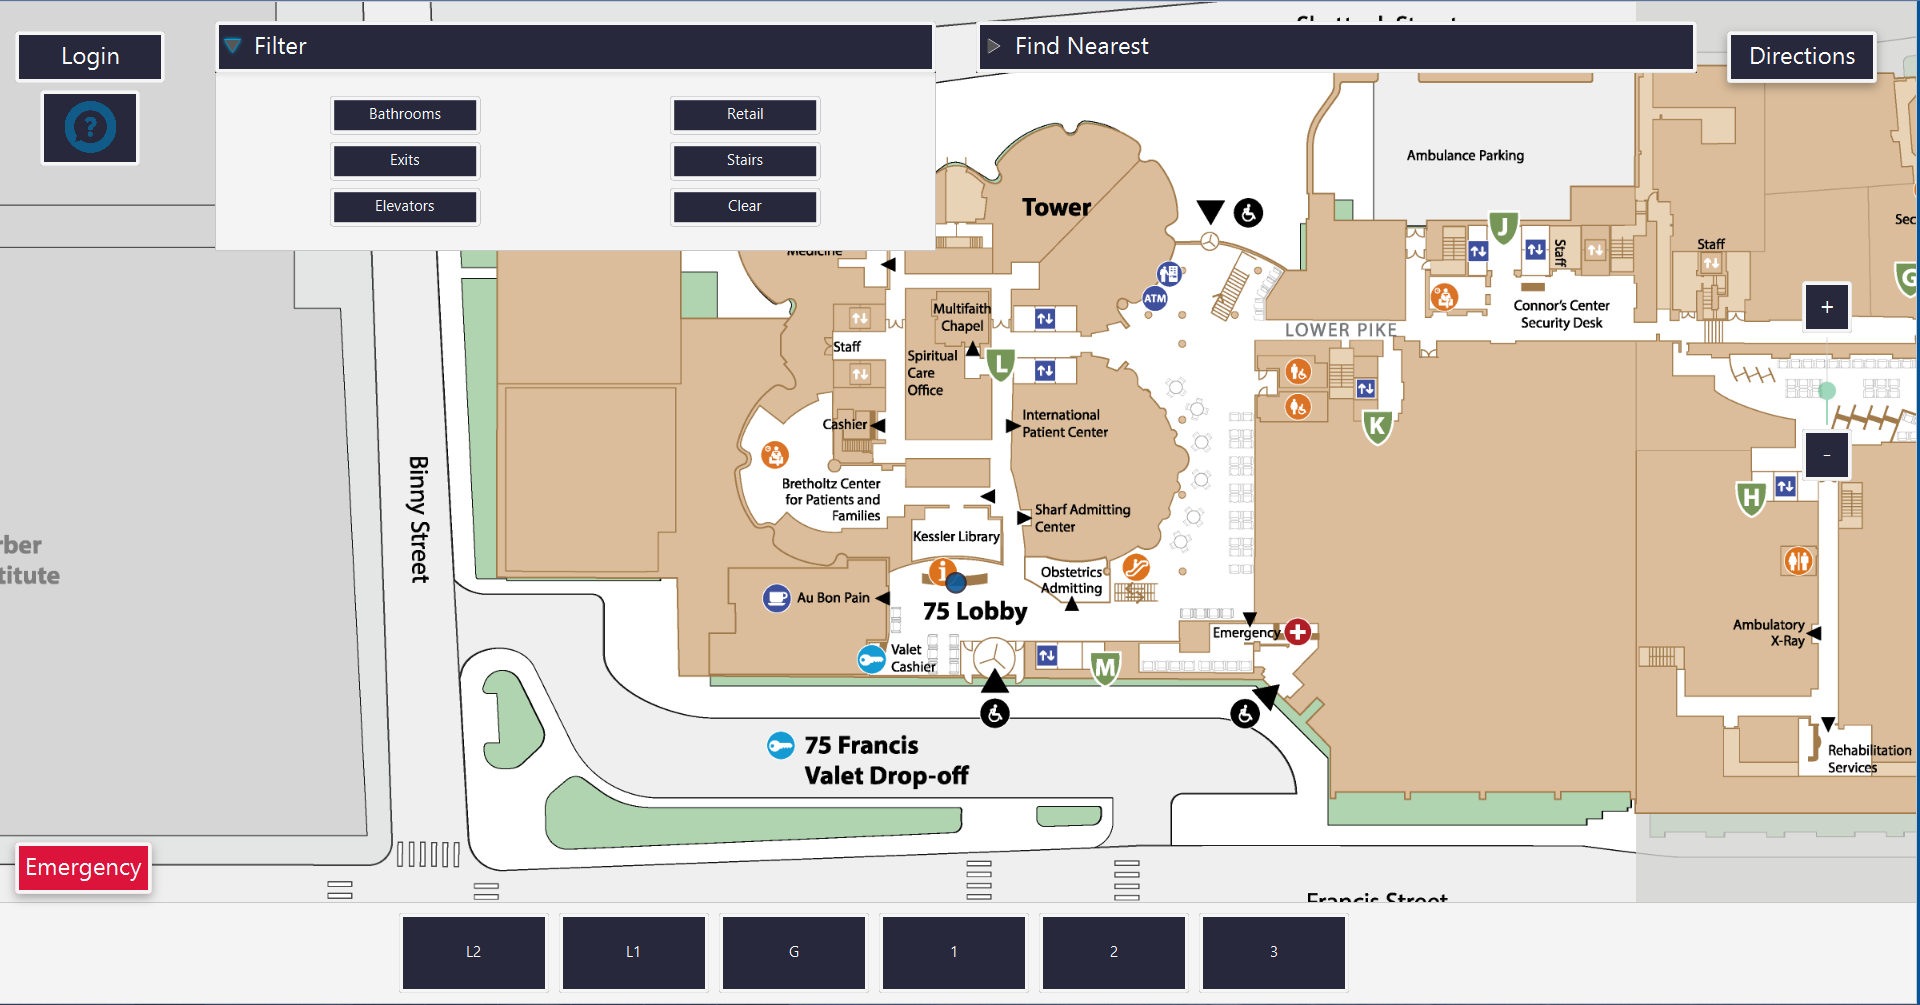 Login
Filter
Find Nearest
Directions
?
Bathrooms
Retail
Exits
Stairs
Elevators
Clear
Ambulance Parking
Tower
Medicine
J
Staff
Staff
Sec
G
ATM
Connor's Center
Security Desk
Multifaith
Chapel
LOWER PIKE
Staff
Spiritual
Care
Office
L
+
International
Patient Center
Cashier
K
-
Binny Street
Bretholtz Center
for Patients and
Families
Sharf Admitting
Center
H
Kessler Library
i
Obstetrics
Admitting
Au Bon Pain
75 Lobby
Emergency
Ambulatory
X-Ray
Valet
Cashier
M
75 Francis
Valet Drop-off
Rehabilitation
Services
Emergency
Francis Street
L2
L1
G
1
2
3